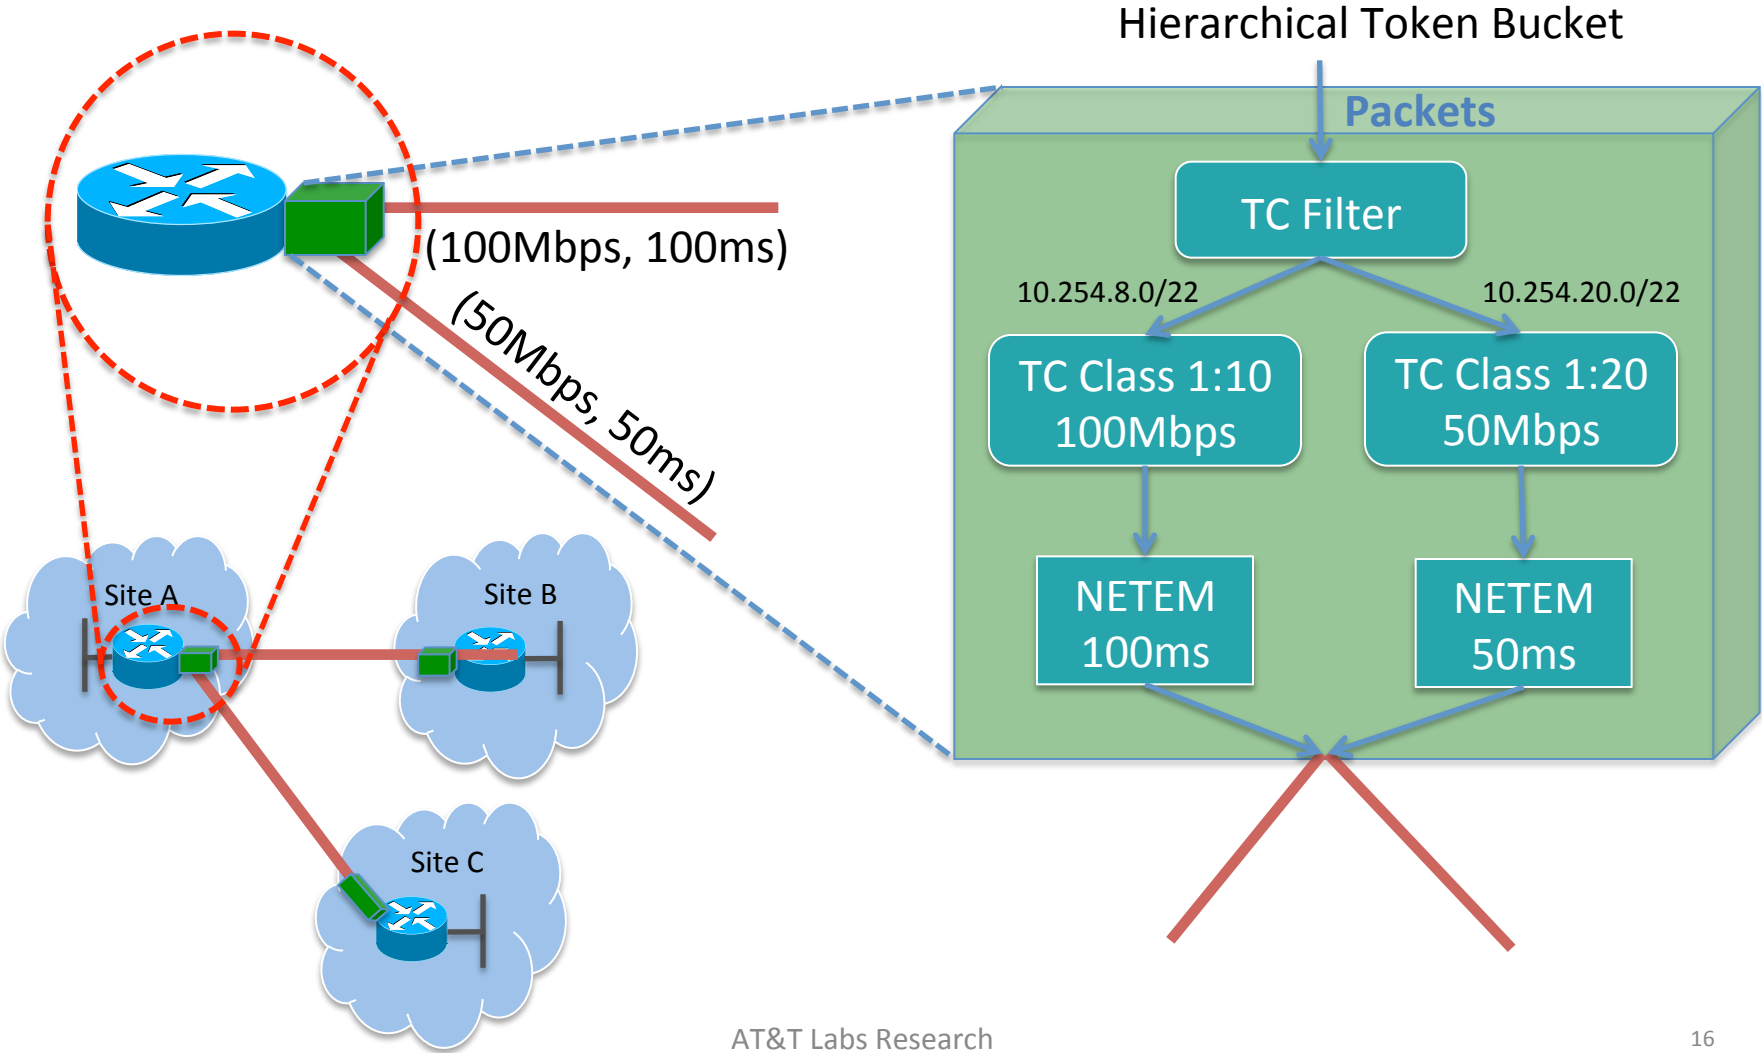 Hierarchical Token Bucket
Packets
TC Filter
(100Mbps, 100ms)
(50Mbps, 50ms)
10.254.8.0/22
10.254.20.0/22
TC Class 1:10
100Mbps
TC Class 1:20
50Mbps
NETEM
100ms
NETEM
50ms
Site A
Site B
Site C
AT&T Labs Research
16